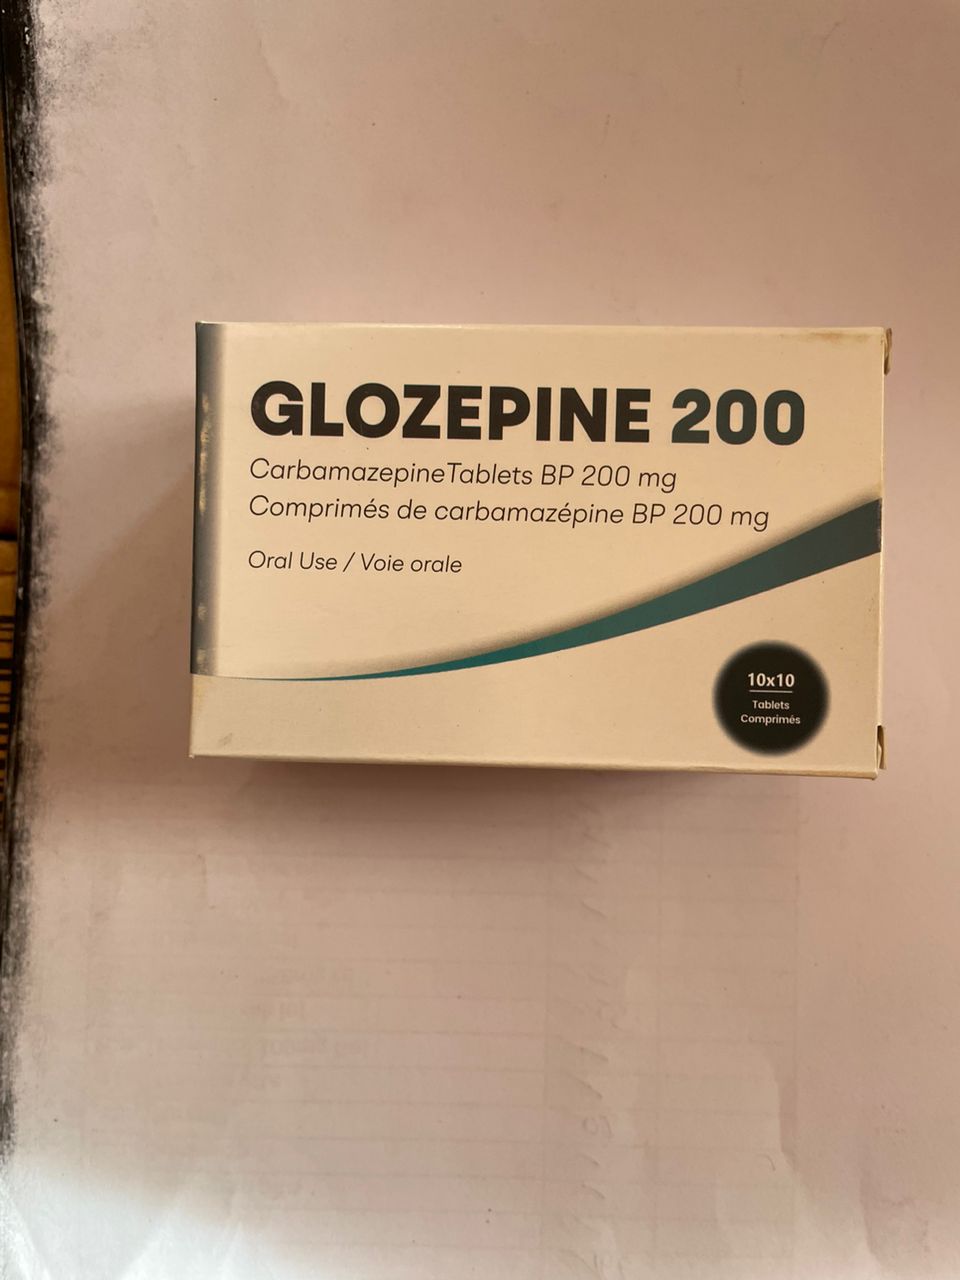 GLOZEPINE 200
CarbamazepineTablets BP 200 mg
Comprimés de carbamazépine BP 200 mg
Oral Use / Voie orale
10x10
Tablets
Comprimés